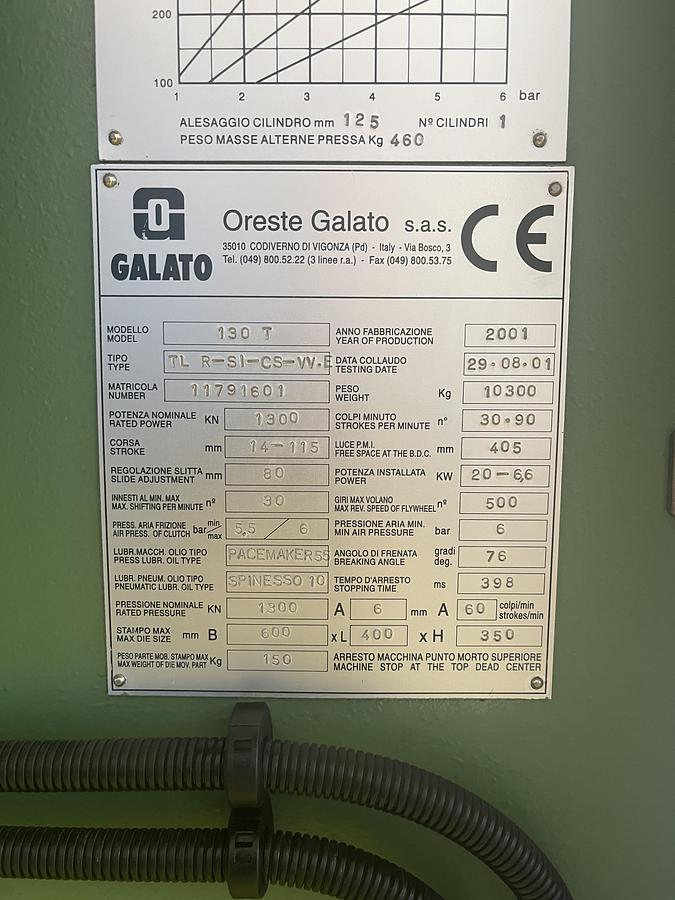 200
100
1 2 3 4 5 6 bar
ALESAGGIO CILINDRO mm 125 Nº CILINDRI 1
PESO MASSE ALTERNE PRESSA Kg 460
GALATO
Oreste Galato s.a.s.
35010 CODIVERNO DI VIGONZA (Pd) - Italy - Via Bosco, 3
Tel. (049) 800.52.22 (3 linee r.a.) - Fax (049) 800.53.75
CE
MODELLO
MODEL 130 T
ANNO FABBRICAZIONE
YEAR OF PRODUCTION 2001
TIPO
TYPE TL R-SI-CS-VV.E
DATA COLLAUDO
TESTING DATE 29.08.01
MATRICOLA
NUMBER 11791601
PESO
WEIGHT Kg 10300
POTENZA NOMINALE
RATED POWER KN 1300
COLPI MINUTO
STROKES PER MINUTE n° 30.90
CORSA
STROKE mm 14-115
LUCE P.M.I.
FREE SPACE AT THE B.D.C. mm 405
REGOLAZIONE SLITTA
SLIDE ADJUSTMENT mm 80
POTENZA INSTALLATA
POWER KW 20-6,6
INNESTI AL MIN. MAX
MAX. SHIFTING PER MINUTE nº 30
GIRI MAX VOLANO
MAX REV. SPEED OF FLYWHEEL nº 500
PRESS. ARIA FRIZIONE
AIR PRESS. OF CLUTCH bar min./max 5,5 / 6
PRESSIONE ARIA MIN.
MIN AIR PRESSURE bar 6
LUBR.MACCH. OLIO TIPO
PRESS LUBR. OIL TYPE PACEMAKERSS
ANGOLO DI FRENATA
BREAKING ANGLE gradi deg. 76
LUBR. PNEUM. OLIO TIPO
PNEUMATIC LUBR. OIL TYPE SPINESSO 10
TEMPO D'ARRESTO
STOPPING TIME ms 398
PRESSIONE NOMINALE
RATED PRESSURE KN 1300 A 6 mm A 60 colpi/min strokes/min
STAMPO MAX
MAX DIE SIZE mm B 600 x L 400 x H 350
PESO PARTE MOB. STAMPO MAX
MAX WEIGHT OF DIE MOV. PART Kg 150
ARRESTO MACCHINA PUNTO MORTO SUPERIORE
MACHINE STOP AT THE TOP DEAD CENTER